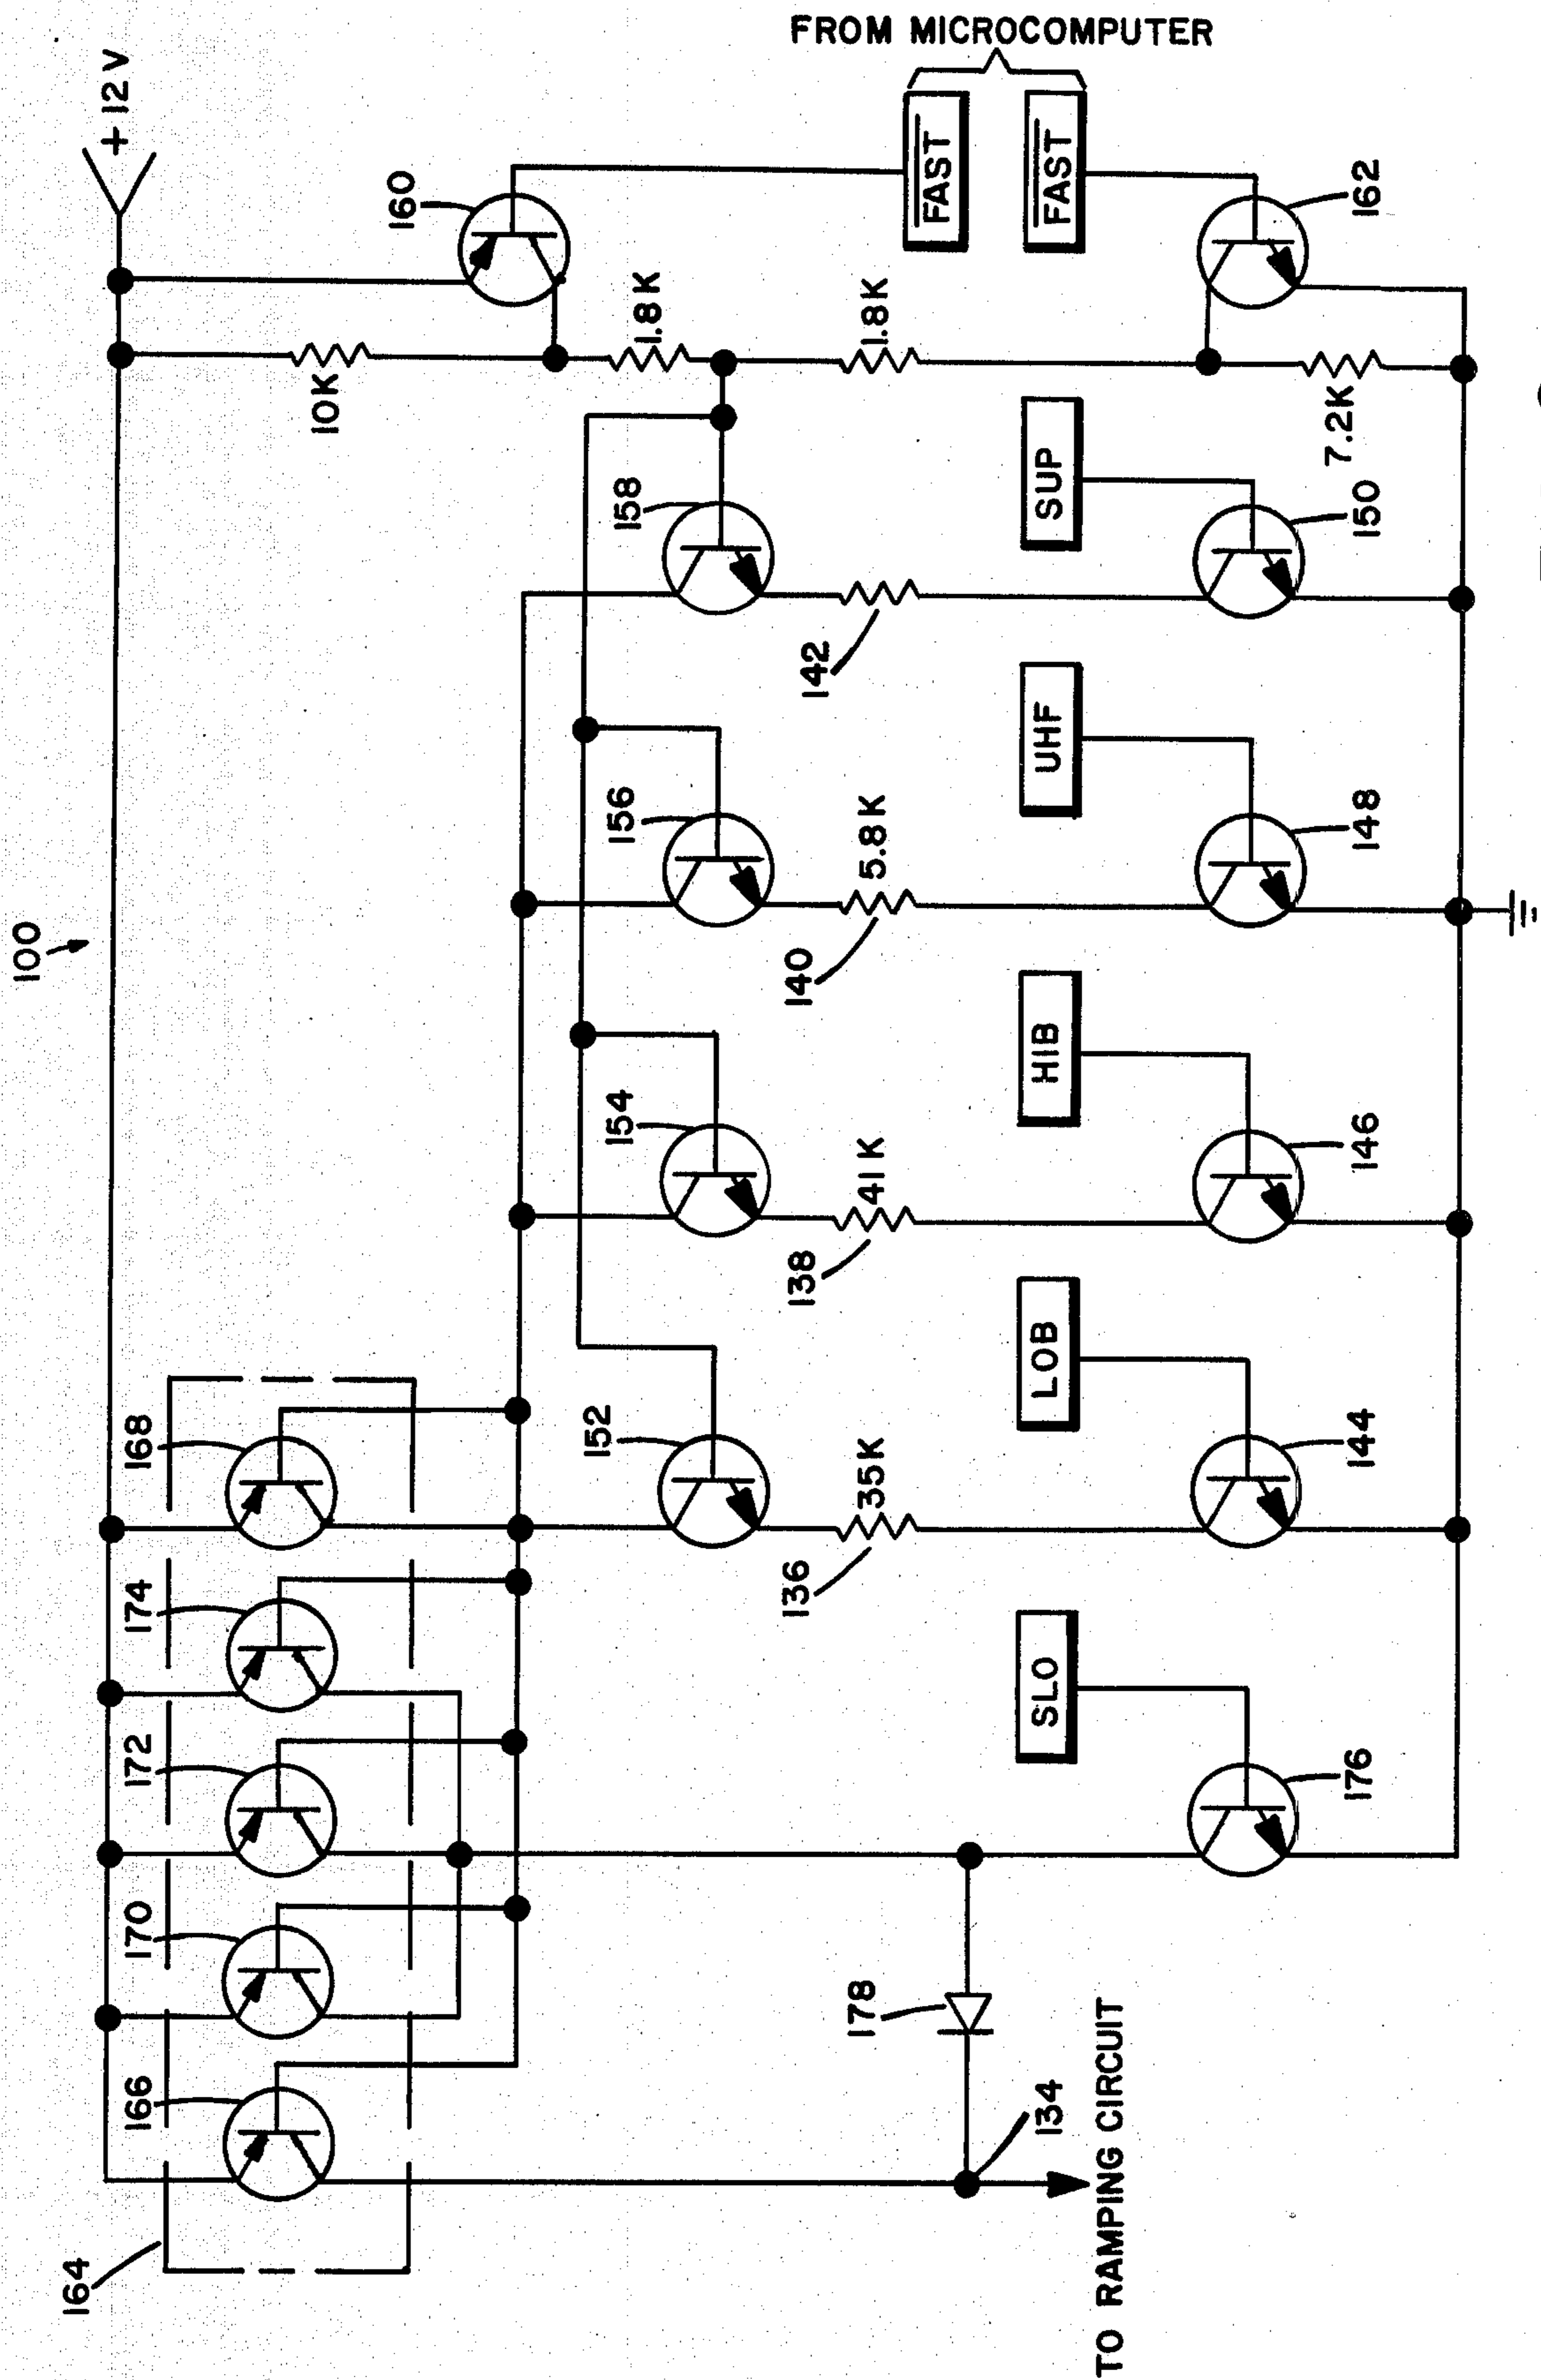 100
+ 12 V
164
166
170
172
174
168
160
10K
1.8K
1.8K
7.2K
FROM MICROCOMPUTER
FAST
FAST
162
152
154
156
158
136
35K
138
41K
140
5.8K
142
SLO
LOB
HIB
UHF
SUP
176
144
146
148
150
178
134
TO RAMPING CIRCUIT